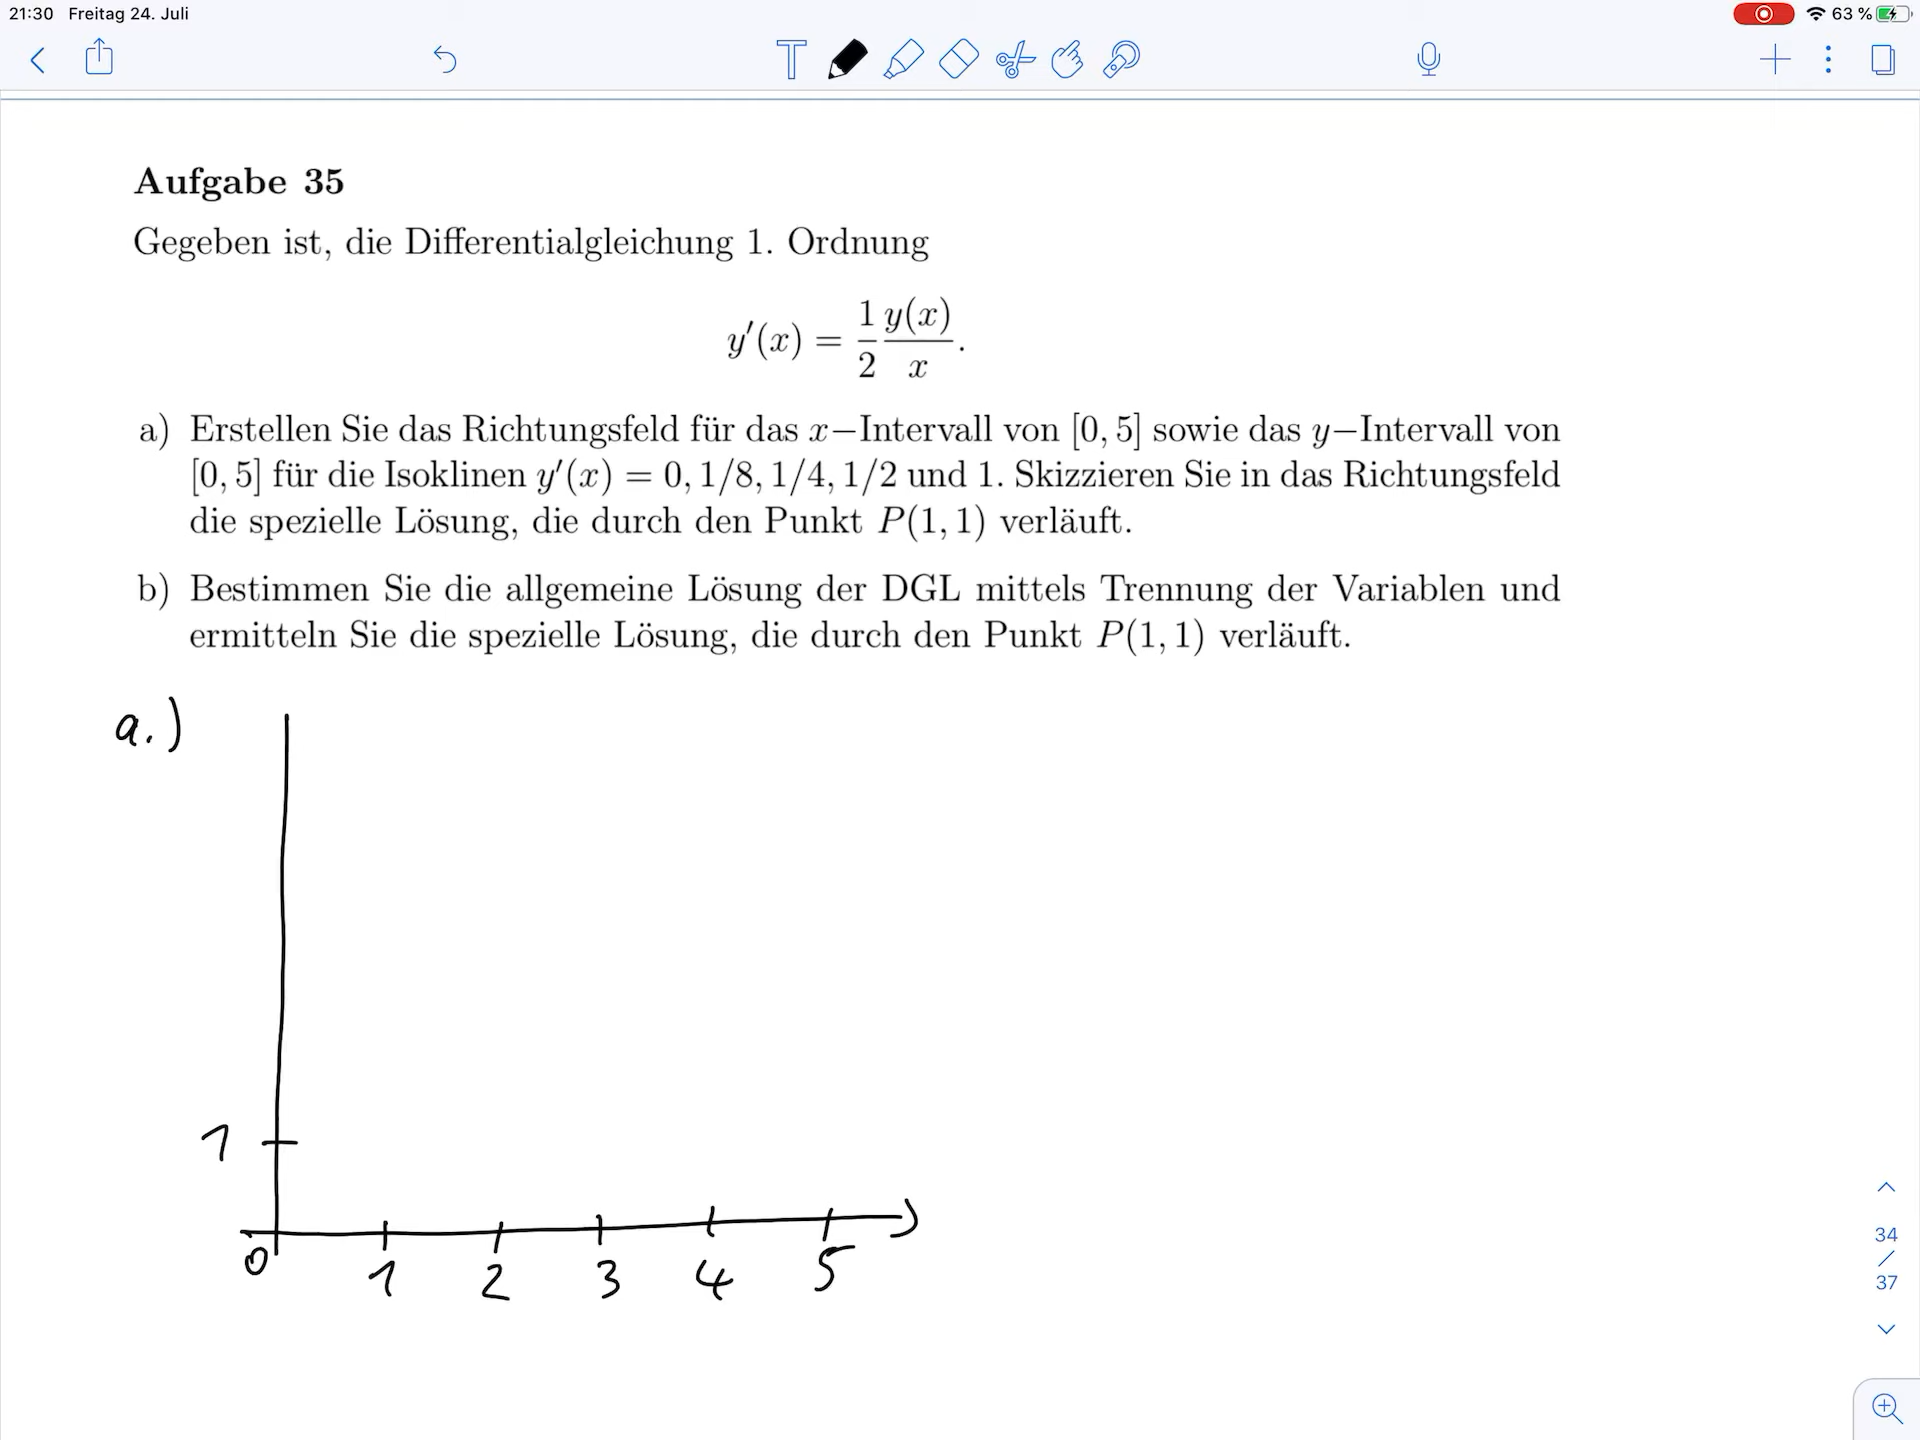 21:30 Freitag 24. Juli
63 %
T
Aufgabe 35
Gegeben ist, die Differentialgleichung 1. Ordnung
y′(x) = 1/2 y(x)/x.
a) Erstellen Sie das Richtungsfeld für das x−Intervall von [0, 5] sowie das y−Intervall von
[0, 5] für die Isoklinen y′(x) = 0, 1/8, 1/4, 1/2 und 1. Skizzieren Sie in das Richtungsfeld
die spezielle Lösung, die durch den Punkt P(1, 1) verläuft.
b) Bestimmen Sie die allgemeine Lösung der DGL mittels Trennung der Variablen und
ermitteln Sie die spezielle Lösung, die durch den Punkt P(1, 1) verläuft.
a.)
1
0 1 2 3 4 5
34
/
37